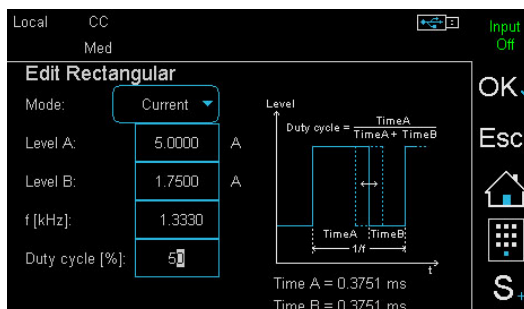 Local CC
Med
Input
Off
Edit Rectangular
Mode: Current
Level A: 5.0000 A
Level B: 1.7500 A
f [kHz]: 1.3330
Duty cycle [%]: 50
Level
Duty cycle = TimeA
TimeA+ TimeB
TimeA TimeB
1/f
t
Time A = 0.3751 ms
Time B = 0.3751 ms
OK
Esc
S+